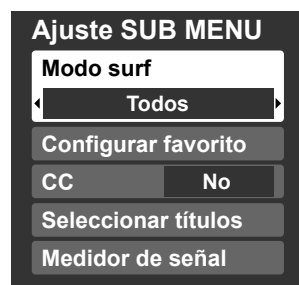 Ajuste SUB MENU
Modo surf
Todos
Configurar favorito
CC No
Seleccionar títulos
Medidor de señal